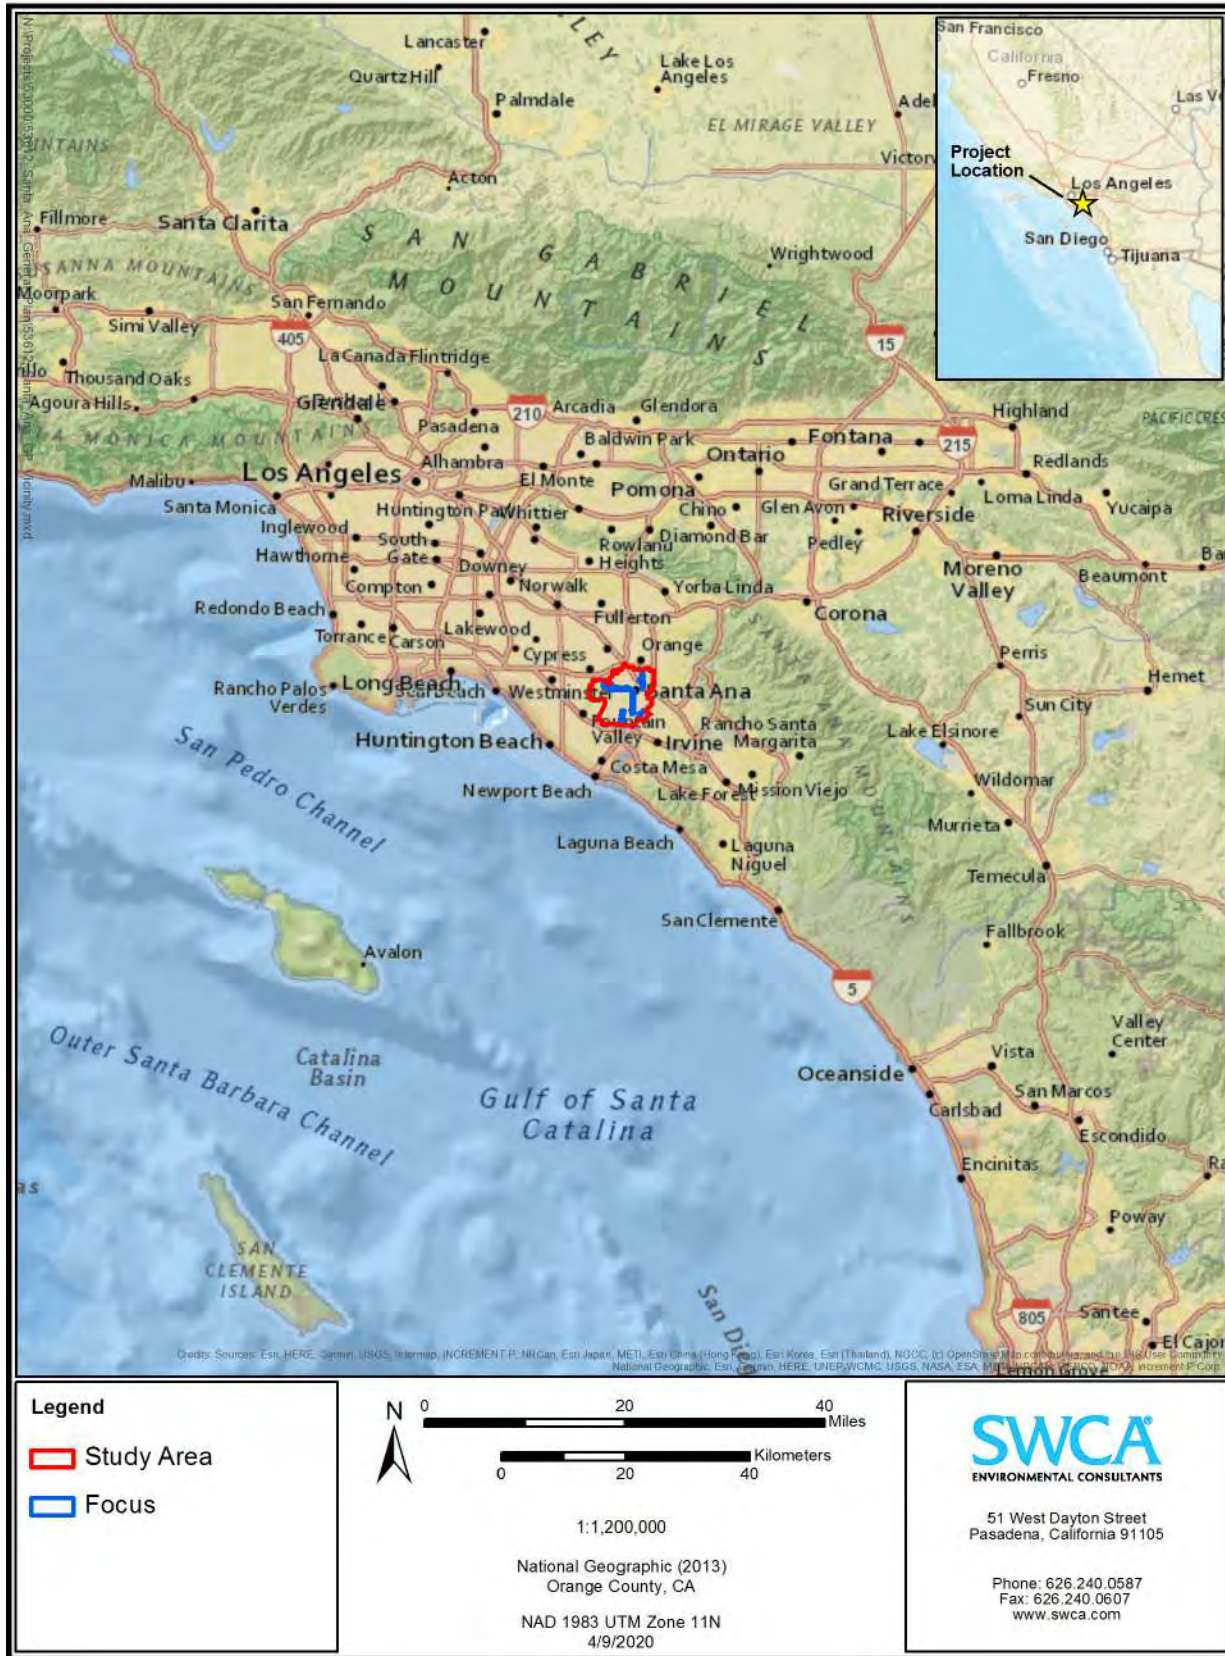 Lancaster
LLEY
Quartz Hill
Lake Los
Angeles
Palmdale
EL MIRAGE VALLEY
Acton
Fillmore
Santa Clarita
SAN GABRIEL
MOUNTAINS
Wrightwood
Moorpark
San Fernando
Simi Valley
405
15
La Canada Flintridge
Thousand Oaks
Agoura Hills
Glendale
210
Arcadia
Glendora
Highland
Pasadena
215
Baldwin Park
Fontana
Ontario
Redlands
Los Angeles
Alhambra
Malibu
El Monte
Pomona
Grand Terrace
Loma Linda
Santa Monica
Chino
Glen Avon
Yucaipa
Whittier
Riverside
Inglewood
South
Gate
Diamond Bar
Pedley
Hawthorne
Rowland
Heights
Downey
Moreno
Valley
Beaumont
Compton
Norwalk
Yorba Linda
Redondo Beach
Fullerton
Corona
Torrance
Carson
Lakewood
Cypress
Orange
Perris
Rancho Palos
Verdes
Long Beach
Santa Ana
Hemet
Sun City
Fountain
Valley
Rancho Santa
Margarita
Lake Elsinore
Huntington Beach
Irvine
Costa Mesa
Wildomar
Newport Beach
Lake Forest
Mission Viejo
Murrieta
San Pedro Channel
Laguna Beach
Laguna
Niguel
Temecula
San Clemente
Fallbrook
Avalon
5
Valley
Center
Outer Santa Barbara Channel
Catalina
Basin
Vista
Oceanside
San Marcos
Gulf of Santa
Catalina
Carlsbad
Escondido
Encinitas
Poway
SAN
CLEMENTE
ISLAND
San Dieg
805
Santee
El Cajon
Lemon Grove
San Francisco
California
Fresno
Las V
Project
Location
Los Angeles
San Diego
Tijuana
Legend
Study Area
Focus
N
0 20 40
Miles
Kilometers
0 20 40
1:1,200,000
National Geographic (2013)
Orange County, CA
NAD 1983 UTM Zone 11N
4/9/2020
SWCA®
ENVIRONMENTAL CONSULTANTS
51 West Dayton Street
Pasadena, California 91105
Phone: 626.240.0587
Fax: 626.240.0607
www.swca.com